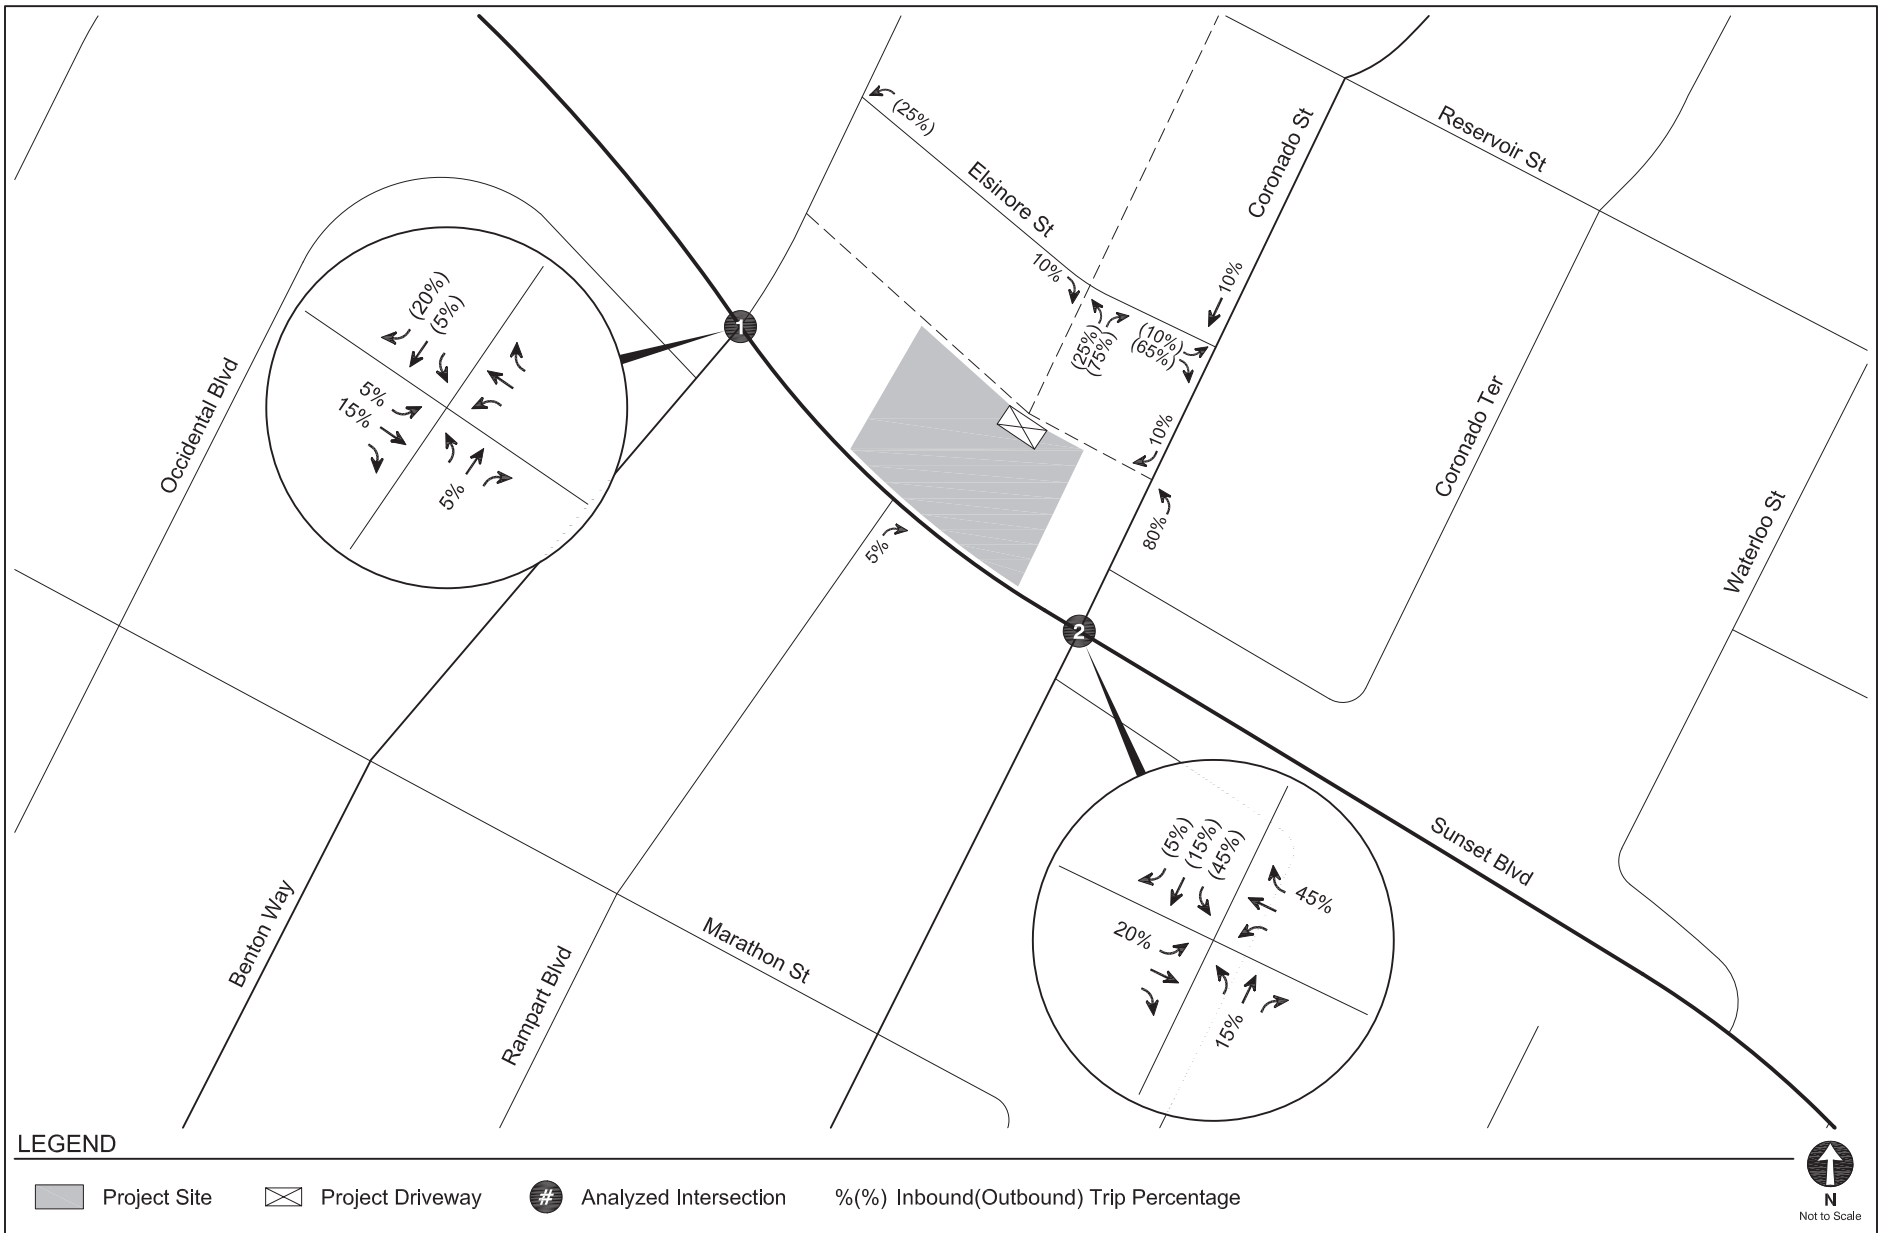 (25%)
Elsinore St
Coronado St
Reservoir St
10%
10%
(25%)
(75%)
(10%)
(65%)
10%
80%
5%
1
(20%)
(5%)
5%
15%
5%
Occidental Blvd
Coronado Ter
Waterloo St
2
(5%)
(15%)
(45%)
45%
20%
15%
Sunset Blvd
Benton Way
Rampart Blvd
Marathon St
LEGEND
Project Site
Project Driveway
# Analyzed Intersection
%(%) Inbound(Outbound) Trip Percentage
N
Not to Scale